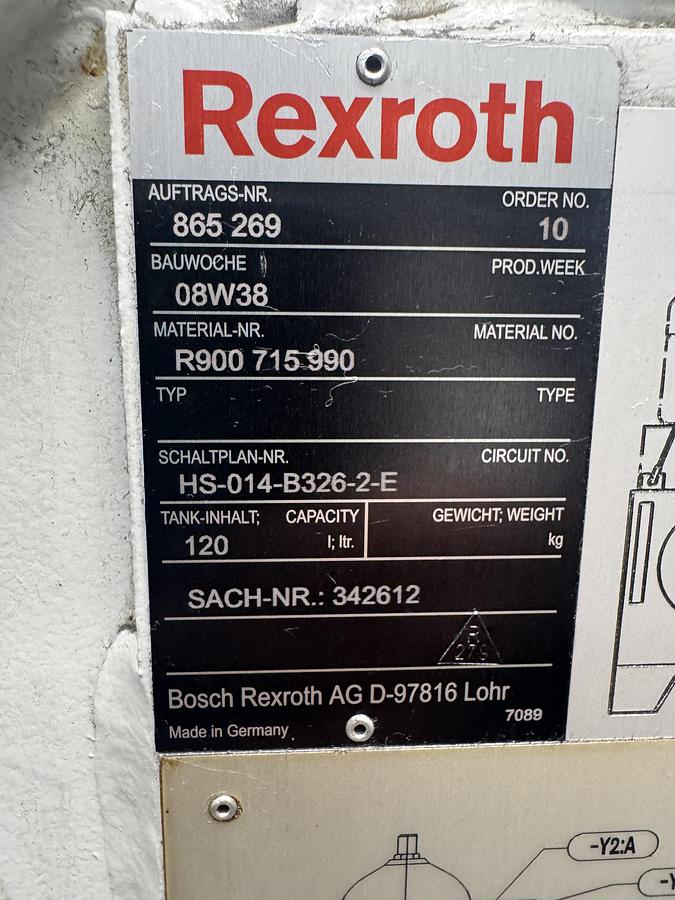 Rexroth
AUFTRAGS-NR. ORDER NO.
865 269 10
BAUWOCHE PROD.WEEK
08W38
MATERIAL-NR. MATERIAL NO.
R900 715 990
TYP TYPE
SCHALTPLAN-NR. CIRCUIT NO.
HS-014-B326-2-E
TANK-INHALT; CAPACITY GEWICHT; WEIGHT
120 l; ltr. kg
SACH-NR.: 342612
R
279
Bosch Rexroth AG D-97816 Lohr
7089
Made in Germany
-Y2:A